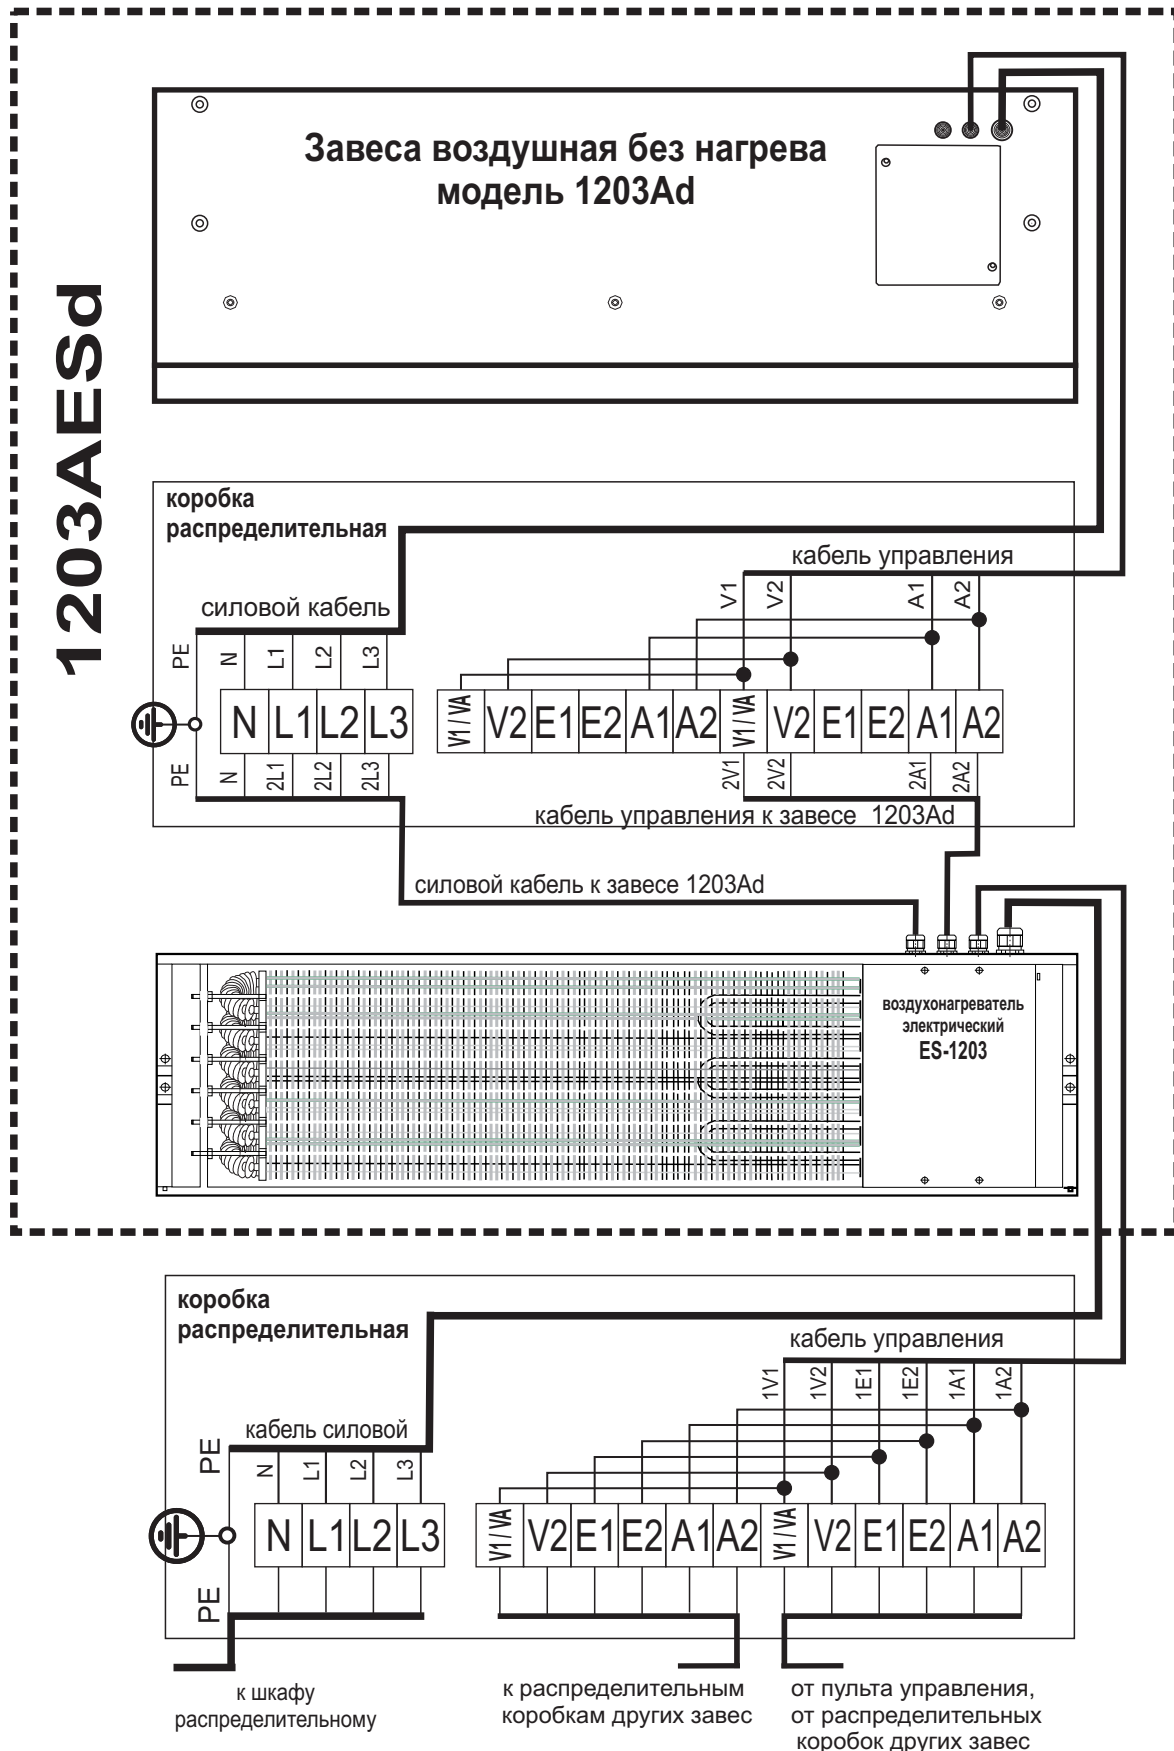 Завеса воздушная без нагрева
модель 1203Ad
1203AESd
коробка
распределительная
кабель управления
силовой кабель
V1 V2 A1 A2
PE N L1 L2 L3
N L1 L2 L3
V1 / VA V2 E1 E2 A1 A2 V1 / VA V2 E1 E2 A1 A2
PE N 2L1 2L2 2L3
2V1 2V2 2A1 2A2
кабель управления к завесе 1203Ad
силовой кабель к завесе 1203Ad
воздухонагреватель
электрический
ES-1203
коробка
распределительная
кабель управления
1V1 1V2 1E1 1E2 1A1 1A2
кабель силовой
PE N L1 L2 L3
N L1 L2 L3
V1 / VA V2 E1 E2 A1 A2 V1 / VA V2 E1 E2 A1 A2
PE
к шкафу
распределительному
к распределительным
коробкам других завес
от пульта управления,
от распределительных
коробок других завес